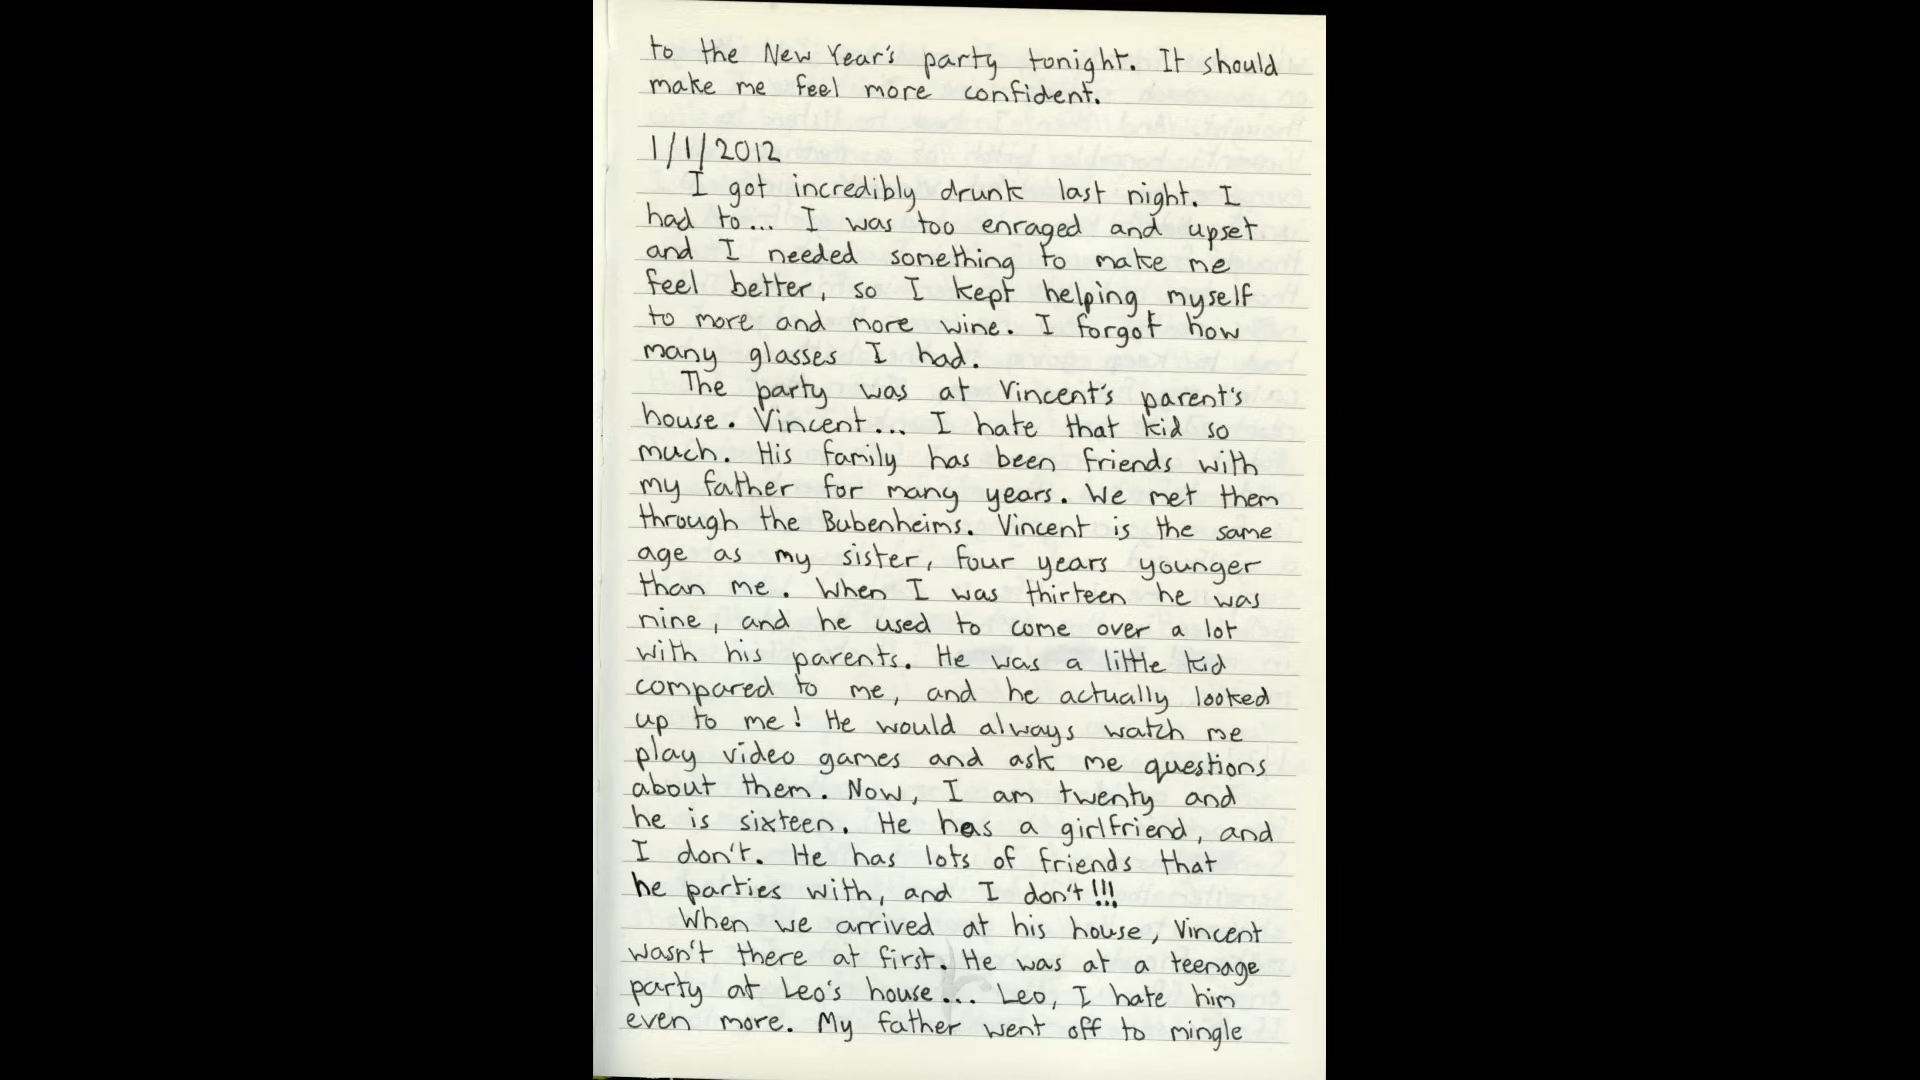 to the New Year's party tonight. It should
make me feel more confident.
1/1/2012
I got incredibly drunk last night. I
had to... I was too enraged and upset
and I needed something to make me
feel better, so I kept helping myself
to more and more wine. I forgot how
many glasses I had.
The party was at Vincent's parent's
house. Vincent... I hate that kid so
much. His family has been friends with
my father for many years. We met them
through the Bubenheims. Vincent is the same
age as my sister, four years younger
than me. When I was thirteen he was
nine, and he used to come over a lot
with his parents. He was a little kid
compared to me, and he actually looked
up to me! He would always watch me
play video games and ask me questions
about them. Now, I am twenty and
he is sixteen. He has a girlfriend, and
I don't. He has lots of friends that
he parties with, and I don't!!!
When we arrived at his house, Vincent
wasn't there at first. He was at a teenage
party at Leo's house... Leo, I hate him
even more. My father went off to mingle